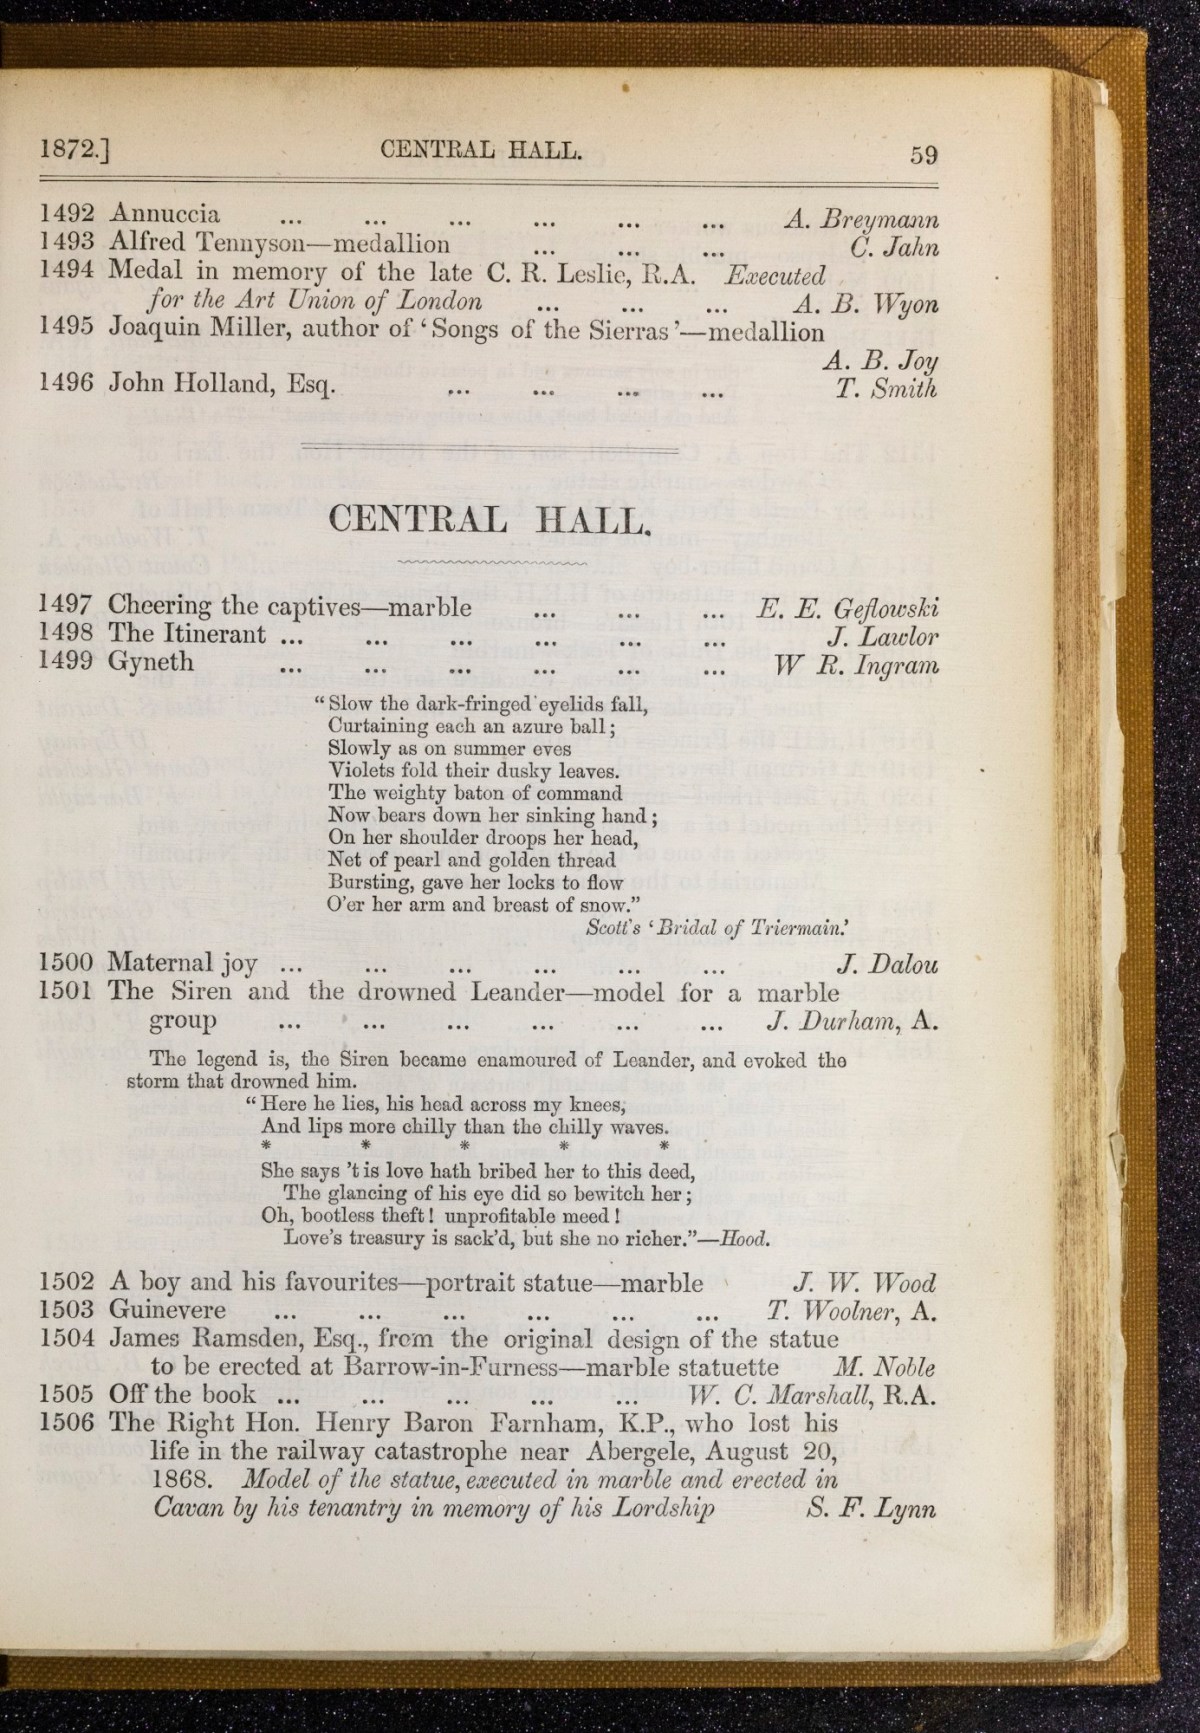 1872.] CENTRAL HALL. 59
1492 Annuccia ... ... ... ... ... ... A. Breymann
1493 Alfred Tennyson—medallion ... ... ... C. Jahn
1494 Medal in memory of the late C. R. Leslie, R.A. Executed
for the Art Union of London ... ... ... A. B. Wyon
1495 Joaquin Miller, author of ‘Songs of the Sierras’—medallion
A. B. Joy
1496 John Holland, Esq. ... ... ... ... T. Smith
CENTRAL HALL.
1497 Cheering the captives—marble ... ... ... E. E. Geflowski
1498 The Itinerant ... ... ... ... ... ... J. Lawlor
1499 Gyneth ... ... ... ... ... ... W R. Ingram
“Slow the dark-fringed eyelids fall,
Curtaining each an azure ball;
Slowly as on summer eves
Violets fold their dusky leaves.
The weighty baton of command
Now bears down her sinking hand;
On her shoulder droops her head,
Net of pearl and golden thread
Bursting, gave her locks to flow
O’er her arm and breast of snow.”
Scott’s ‘Bridal of Triermain.’
1500 Maternal joy ... ... ... ... ... ... J. Dalou
1501 The Siren and the drowned Leander—model for a marble
group ... ... ... ... ... ... J. Durham, A.
The legend is, the Siren became enamoured of Leander, and evoked the
storm that drowned him.
“Here he lies, his head across my knees,
And lips more chilly than the chilly waves.
* * * * *
She says ’tis love hath bribed her to this deed,
The glancing of his eye did so bewitch her;
Oh, bootless theft! unprofitable meed!
Love’s treasury is sack’d, but she no richer.”—Hood.
1502 A boy and his favourites—portrait statue—marble J. W. Wood
1503 Guinevere ... ... ... ... ... ... T. Woolner, A.
1504 James Ramsden, Esq., from the original design of the statue
to be erected at Barrow-in-Furness—marble statuette M. Noble
1505 Off the book ... ... ... ... ... W. C. Marshall, R.A.
1506 The Right Hon. Henry Baron Farnham, K.P., who lost his
life in the railway catastrophe near Abergele, August 20,
1868. Model of the statue, executed in marble and erected in
Cavan by his tenantry in memory of his Lordship S. F. Lynn